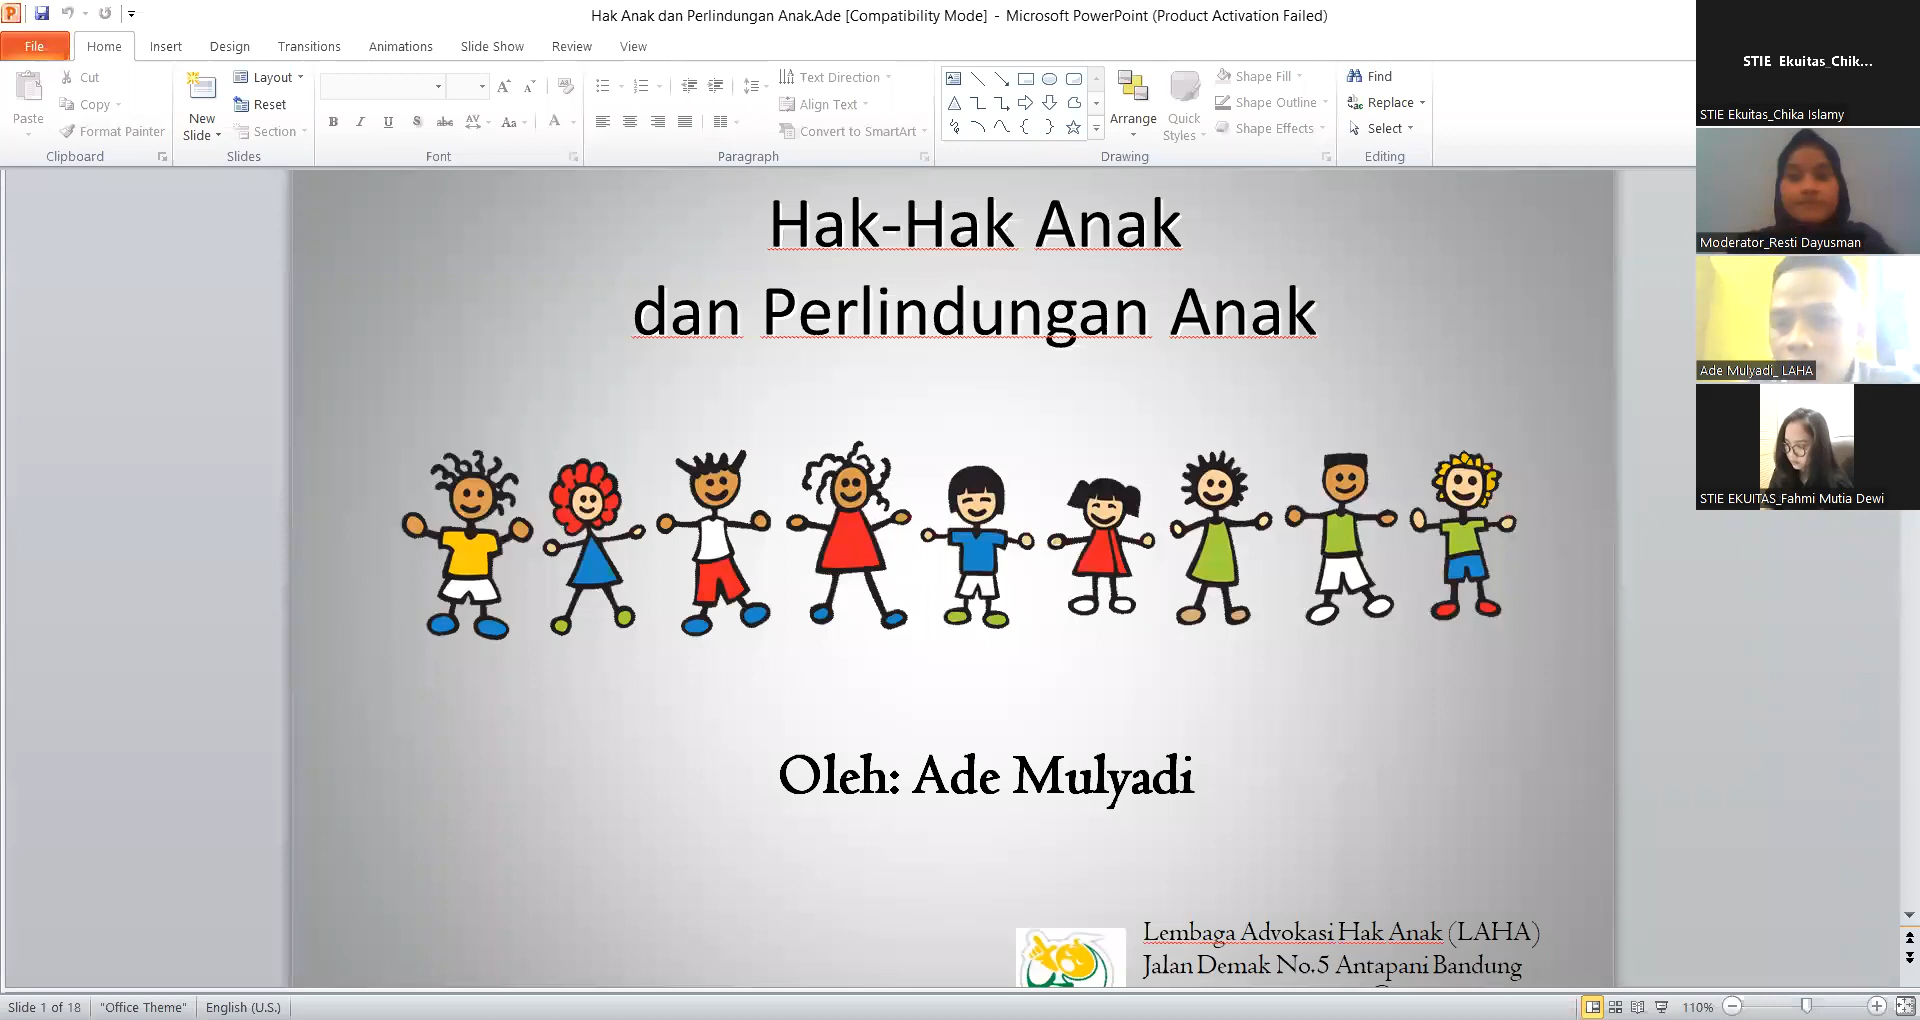 Hak Anak dan Perlindungan Anak.Ade [Compatibility Mode] - Microsoft PowerPoint (Product Activation Failed)
File Home Insert Design Transitions Animations Slide Show Review View
Paste
Cut
Copy
Format Painter
Clipboard
New Slide
Layout
Reset
Section
Slides
B I U S abc AV Aa A
Font
Text Direction
Align Text
Convert to SmartArt
Paragraph
Arrange
Quick Styles
Shape Fill
Shape Outline
Shape Effects
Drawing
Find
Replace
Select
Editing
STIE Ekuitas_Chik...
STIE Ekuitas_Chika Islamy
Moderator_Resti Dayusman
Ade Mulyadi_ LAHA
STIE EKUITAS_Fahmi Mutia Dewi
Hak-Hak Anak
dan Perlindungan Anak
Oleh: Ade Mulyadi
Lembaga Advokasi Hak Anak (LAHA)
Jalan Demak No.5 Antapani Bandung
Slide 1 of 18 "Office Theme" English (U.S.) 110%